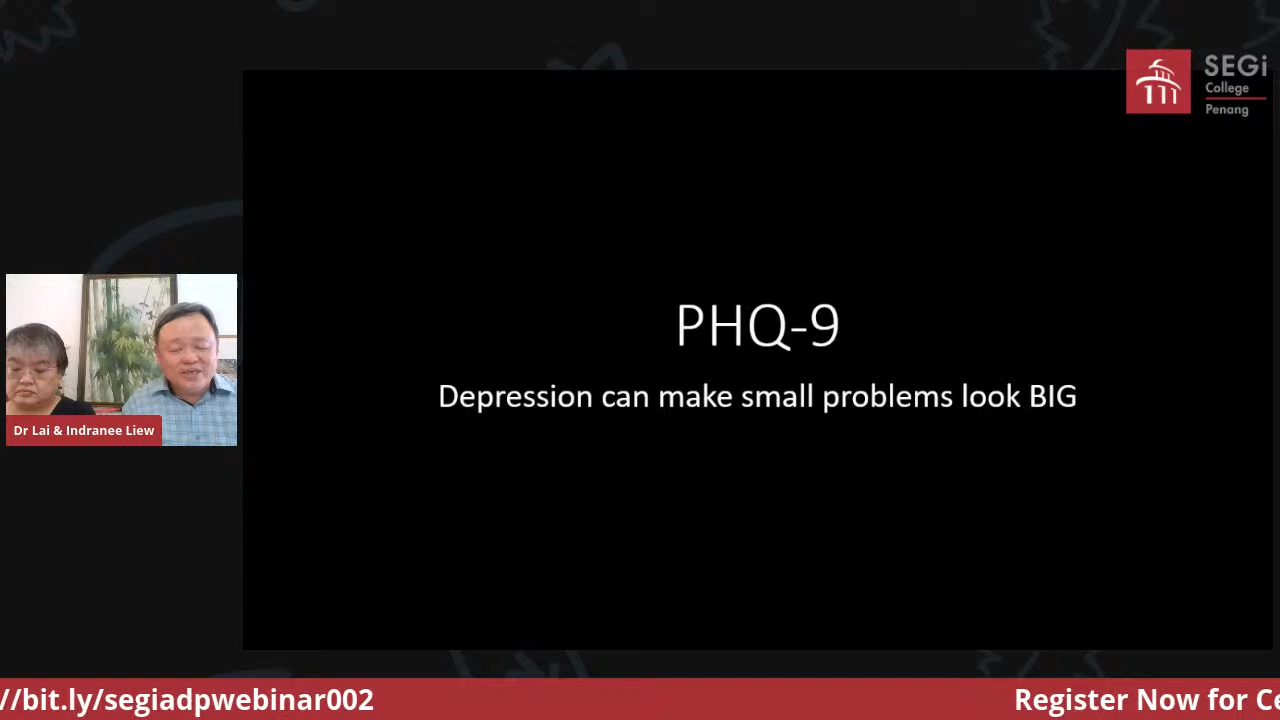 SEGi
College
Penang
PHQ-9
Depression can make small problems look BIG
Dr Lai & Indranee Liew
//bit.ly/segiadpwebinar002
Register Now for Ce